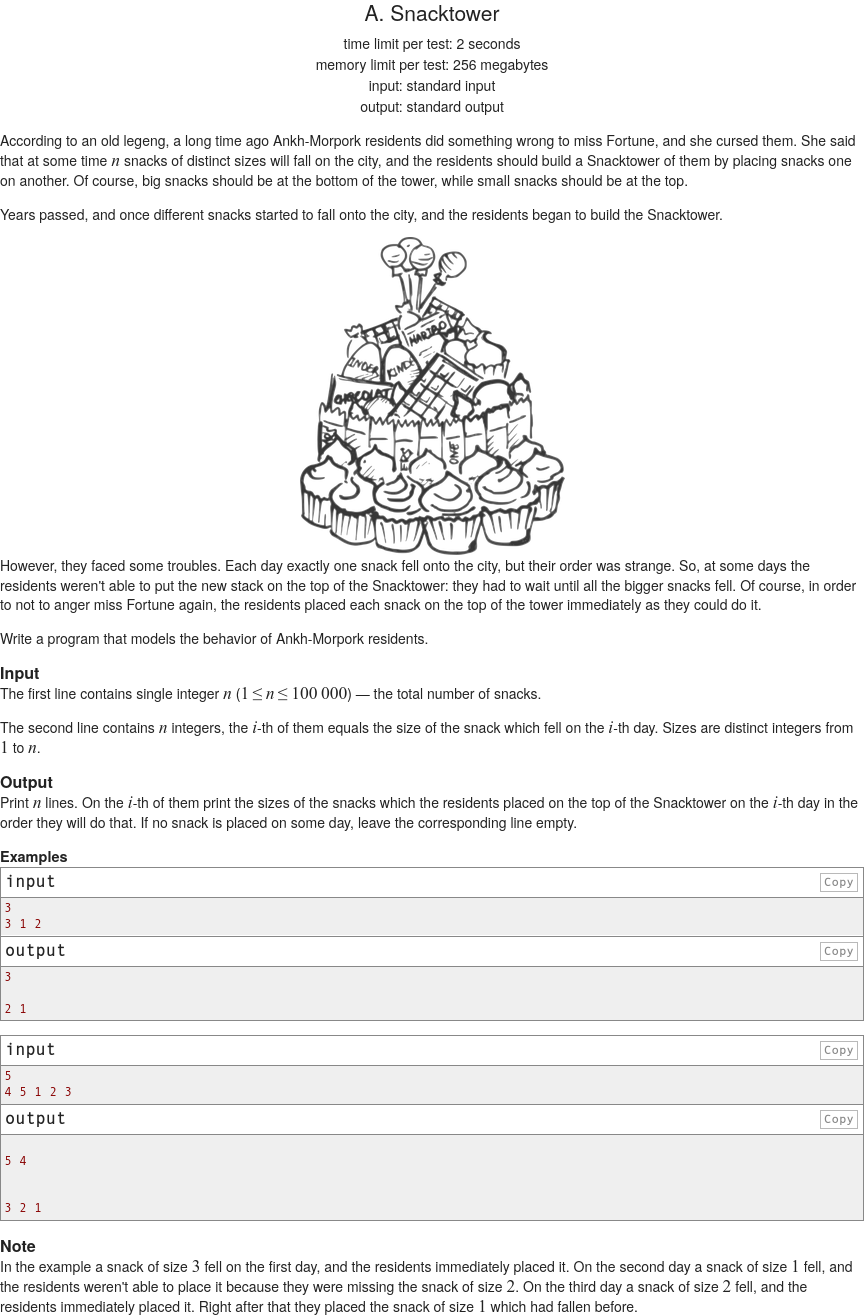 A. Snacktower
time limit per test: 2 seconds
memory limit per test: 256 megabytes
input: standard input
output: standard output
According to an old legeng, a long time ago Ankh-Morpork residents did something wrong to miss Fortune, and she cursed them. She said
that at some time n snacks of distinct sizes will fall on the city, and the residents should build a Snacktower of them by placing snacks one
on another. Of course, big snacks should be at the bottom of the tower, while small snacks should be at the top.
Years passed, and once different snacks started to fall onto the city, and the residents began to build the Snacktower.
HARIBO
INDER
KINDE
CHOCOLAT
ONE
However, they faced some troubles. Each day exactly one snack fell onto the city, but their order was strange. So, at some days the
residents weren't able to put the new stack on the top of the Snacktower: they had to wait until all the bigger snacks fell. Of course, in order
to not to anger miss Fortune again, the residents placed each snack on the top of the tower immediately as they could do it.
Write a program that models the behavior of Ankh-Morpork residents.
Input
The first line contains single integer n (1 ≤ n ≤ 100 000) — the total number of snacks.
The second line contains n integers, the i-th of them equals the size of the snack which fell on the i-th day. Sizes are distinct integers from
1 to n.
Output
Print n lines. On the i-th of them print the sizes of the snacks which the residents placed on the top of the Snacktower on the i-th day in the
order they will do that. If no snack is placed on some day, leave the corresponding line empty.
Examples
input Copy
3
3 1 2
output Copy
3
2 1
input Copy
5
4 5 1 2 3
output Copy
5 4
3 2 1
Note
In the example a snack of size 3 fell on the first day, and the residents immediately placed it. On the second day a snack of size 1 fell, and
the residents weren't able to place it because they were missing the snack of size 2. On the third day a snack of size 2 fell, and the
residents immediately placed it. Right after that they placed the snack of size 1 which had fallen before.